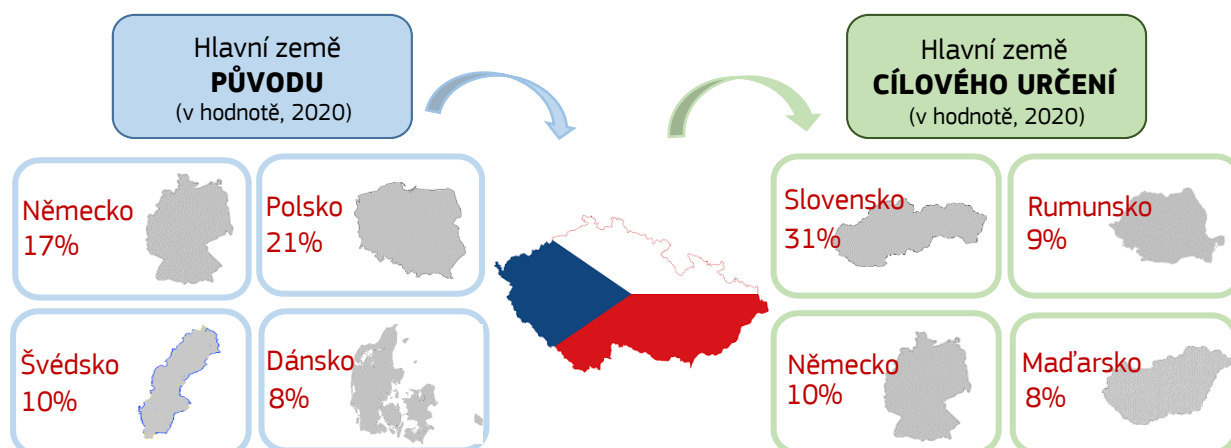 Hlavní země
PŮVODU
(v hodnotě, 2020)
Hlavní země
CÍLOVÉHO URČENÍ
(v hodnotě, 2020)
Německo
17%
Polsko
21%
Švédsko
10%
Dánsko
8%
Slovensko
31%
Rumunsko
9%
Německo
10%
Maďarsko
8%